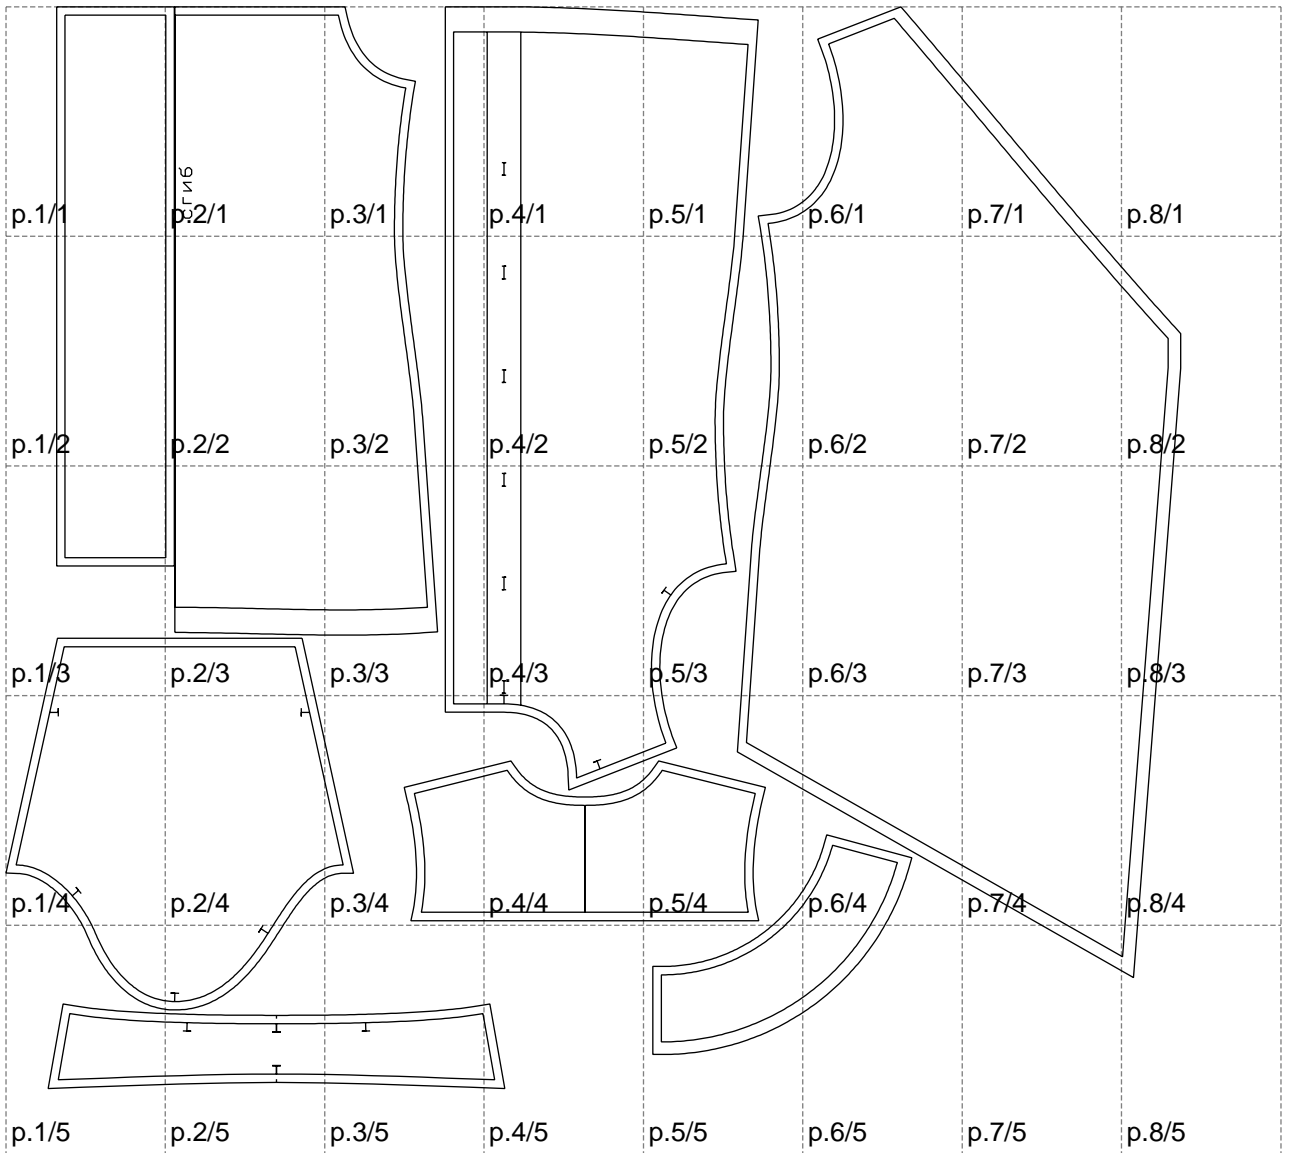 сгиб
p.1/1 p.2/1 p.3/1 p.4/1 p.5/1 p.6/1 p.7/1 p.8/1
p.1/2 p.2/2 p.3/2 p.4/2 p.5/2 p.6/2 p.7/2 p.8/2
p.1/3 p.2/3 p.3/3 p.4/3 p.5/3 p.6/3 p.7/3 p.8/3
p.1/4 p.2/4 p.3/4 p.4/4 p.5/4 p.6/4 p.7/4 p.8/4
p.1/5 p.2/5 p.3/5 p.4/5 p.5/5 p.6/5 p.7/5 p.8/5